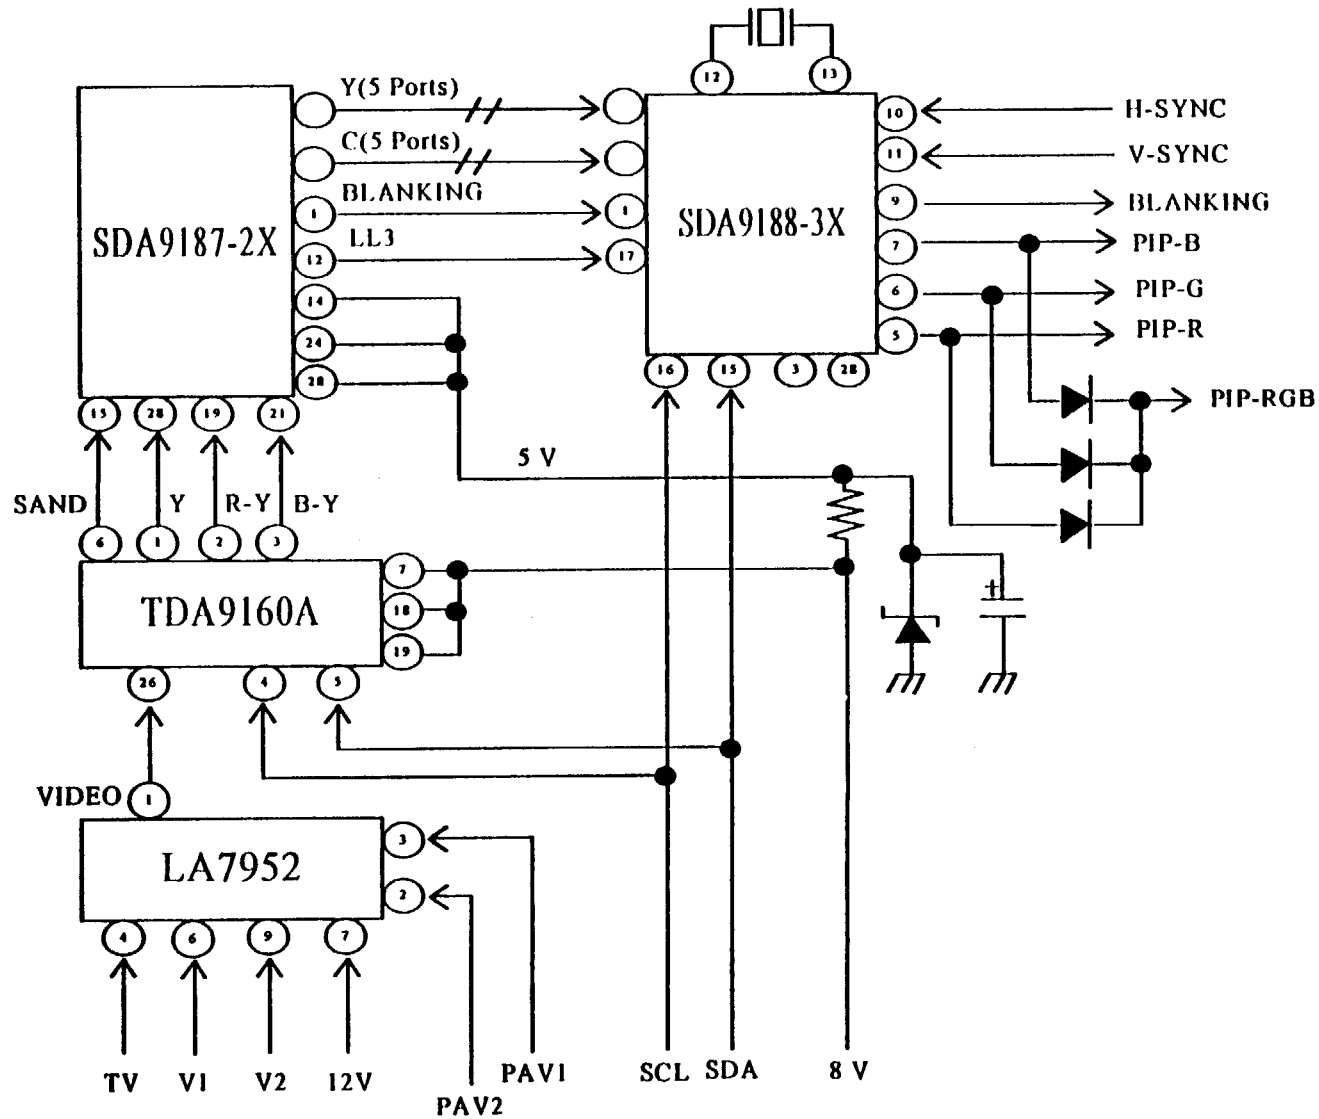 12 13
Y(5 Ports) 10 H-SYNC
C(5 Ports) 11 V-SYNC
BLANKING
1 1 9 BLANKING
SDA9187-2X SDA9188-3X
LL3 7 PIP-B
12 17
14 6 PIP-G
24 5 PIP-R
28 16 15 3 28
15 28 19 21 PIP-RGB
5 V
SAND Y R-Y B-Y
6 1 2 3
7
+
TDA9160A 18
19
26 4 5
VIDEO 1
3
LA7952
2
4 6 9 7
TV V1 V2 12V PAV1 SCL SDA 8 V
PAV2